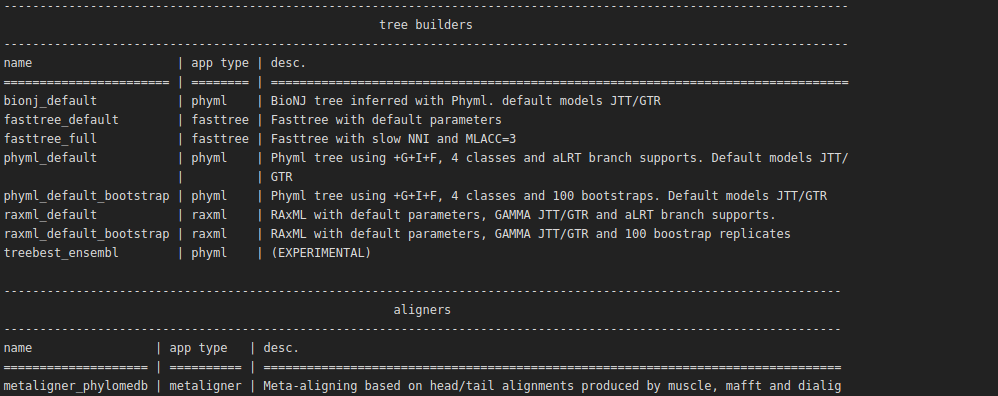 ---------------------------------------------------------------------------------------------------------------------
tree builders
---------------------------------------------------------------------------------------------------------------------
name                    | app type | desc.
======================= | ======== | ================================================================================
bionj_default           | phyml    | BioNJ tree inferred with Phyml. default models JTT/GTR
fasttree_default        | fasttree | Fasttree with default parameters
fasttree_full           | fasttree | Fasttree with slow NNI and MLACC=3
phyml_default           | phyml    | Phyml tree using +G+I+F, 4 classes and aLRT branch supports. Default models JTT/
                        |          | GTR
phyml_default_bootstrap | phyml    | Phyml tree using +G+I+F, 4 classes and 100 bootstraps. Default models JTT/GTR
raxml_default           | raxml    | RAxML with default parameters, GAMMA JTT/GTR and aLRT branch supports.
raxml_default_bootstrap | raxml    | RAxML with default parameters, GAMMA JTT/GTR and 100 boostrap replicates
treebest_ensembl        | phyml    | (EXPERIMENTAL)
--------------------------------------------------------------------------------------------------------------------
aligners
--------------------------------------------------------------------------------------------------------------------
name                 | app type   | desc.
==================== | ========== | ================================================================================
metaligner_phylomedb | metaligner | Meta-aligning based on head/tail alignments produced by muscle, mafft and dialig